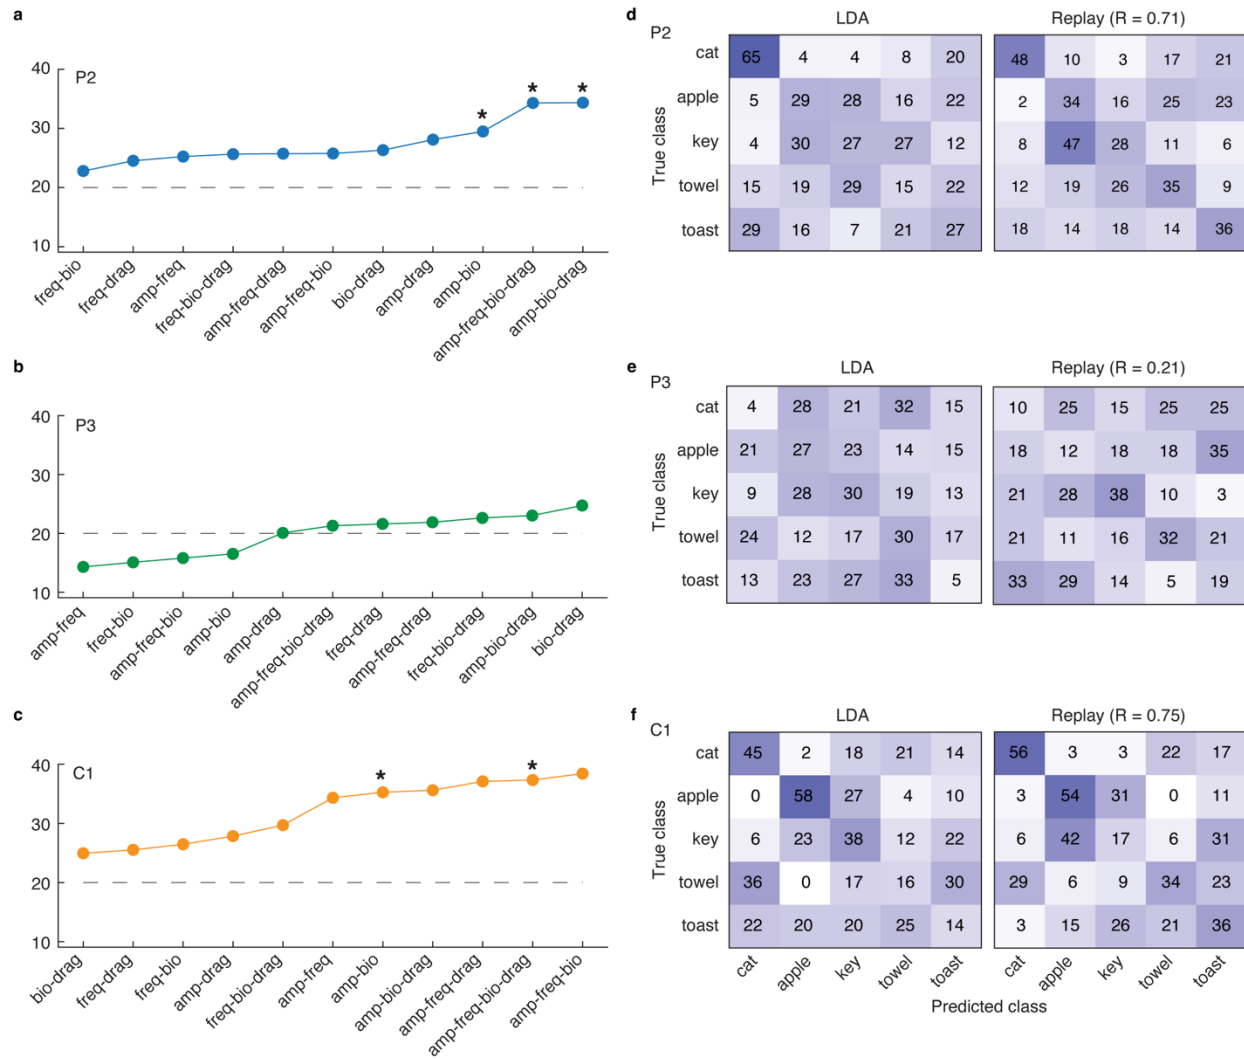 a
P2
40
30
20
10
* * *
freq-bio
freq-drag
amp-freq
freq-bio-drag
amp-freq-drag
amp-freq-bio
bio-drag
amp-drag
amp-bio
amp-freq-bio-drag
amp-bio-drag
b
P3
40
30
20
10
amp-freq
freq-bio
amp-freq-bio
amp-bio
amp-drag
amp-freq-bio-drag
freq-drag
amp-freq-drag
freq-bio-drag
amp-bio-drag
bio-drag
c
C1
40
30
20
10
* *
bio-drag
freq-drag
freq-bio
amp-drag
freq-bio-drag
amp-freq
amp-bio
amp-bio-drag
amp-freq-drag
amp-freq-bio-drag
amp-freq-bio
d
P2
LDA Replay (R = 0.71)
True class
cat 65 4 4 8 20 48 10 3 17 21
apple 5 29 28 16 22 2 34 16 25 23
key 4 30 27 27 12 8 47 28 11 6
towel 15 19 29 15 22 12 19 26 35 9
toast 29 16 7 21 27 18 14 18 14 36
e
P3
LDA Replay (R = 0.21)
True class
cat 4 28 21 32 15 10 25 15 25 25
apple 21 27 23 14 15 18 12 18 18 35
key 9 28 30 19 13 21 28 38 10 3
towel 24 12 17 30 17 21 11 16 32 21
toast 13 23 27 33 5 33 29 14 5 19
f
C1
LDA Replay (R = 0.75)
True class
cat 45 2 18 21 14 56 3 3 22 17
apple 0 58 27 4 10 3 54 31 0 11
key 6 23 38 12 22 6 42 17 6 31
towel 36 0 17 16 30 29 6 9 34 23
toast 22 20 20 25 14 3 15 26 21 36
cat apple key towel toast cat apple key towel toast
Predicted class